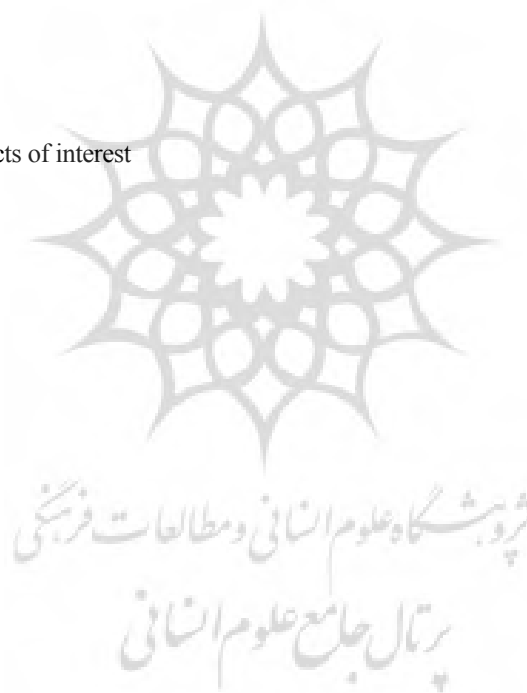 cts of interest
پژوهشگاه علوم انسانی و مطالعات فرهنگی
پرتال جامع علوم انسانی